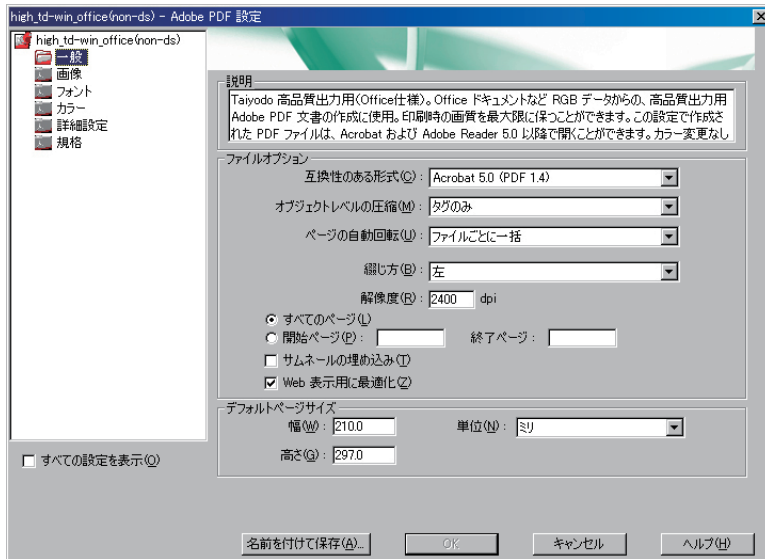 high_td-win_office(non-ds) - Adobe PDF 設定
high_td-win_office(non-ds)
一般
画像
フォント
カラー
詳細設定
規格
すべての設定を表示(O)
説明
Taiyodo 高品質出力用(Office仕様)。Office ドキュメントなど RGB データからの、高品質出力用
Adobe PDF 文書の作成に使用。印刷時の画質を最大限に保つことができます。この設定で作成さ
れた PDF ファイルは、Acrobat および Adobe Reader 5.0 以降で開くことができます。カラー変更なし
ファイルオプション
互換性のある形式(C): Acrobat 5.0 (PDF 1.4)
オブジェクトレベルの圧縮(M): タグのみ
ページの自動回転(U): ファイルごとに一括
綴じ方(B): 左
解像度(R): 2400 dpi
すべてのページ(L)
開始ページ(P): 終了ページ:
サムネールの埋め込み(T)
Web 表示用に最適化(Z)
デフォルトページサイズ
幅(W): 210.0 単位(N): ミリ
高さ(G): 297.0
名前を付けて保存(A)... OK キャンセル ヘルプ(H)